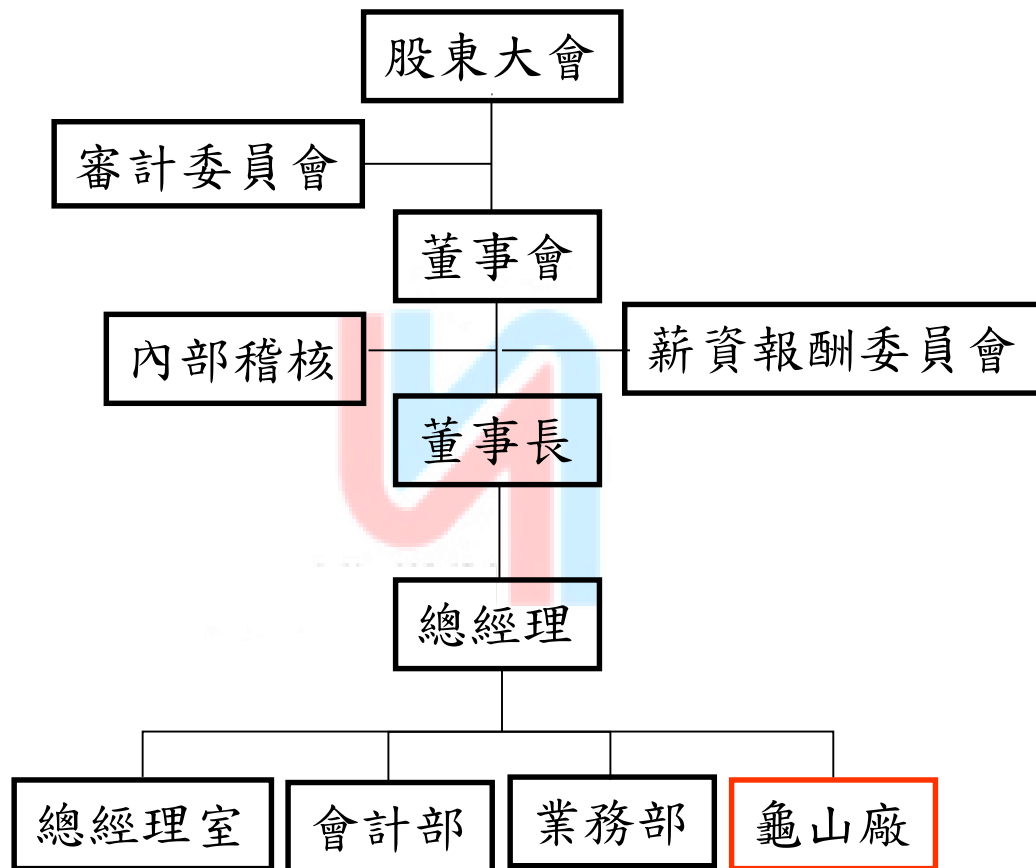 股東大會
審計委員會
董事會
內部稽核
薪資報酬委員會
董事長
總經理
總經理室
會計部
業務部
龜山廠